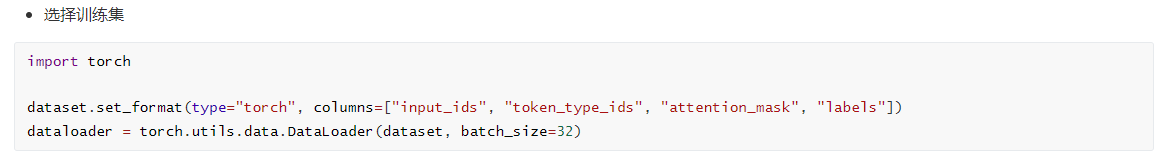 • 选择训练集
import torch
dataset.set_format(type="torch", columns=["input_ids", "token_type_ids", "attention_mask", "labels"])
dataloader = torch.utils.data.DataLoader(dataset, batch_size=32)